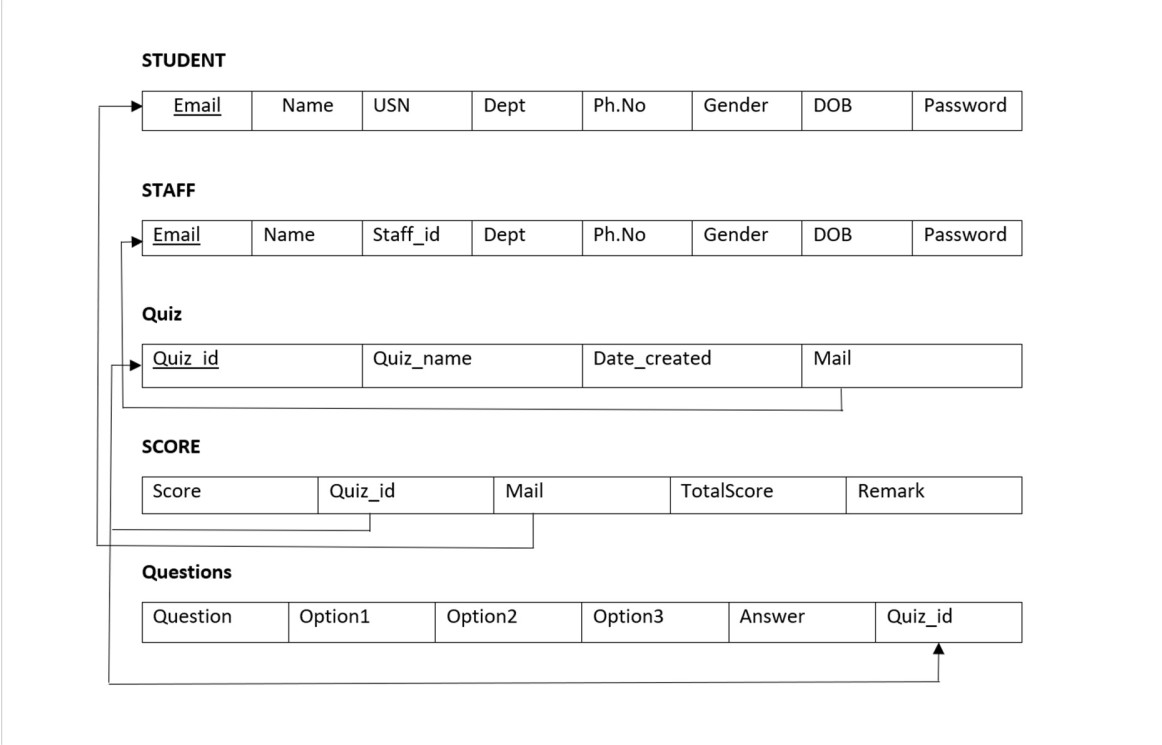 STUDENT
Email Name USN Dept Ph.No Gender DOB Password
STAFF
Email Name Staff_id Dept Ph.No Gender DOB Password
Quiz
Quiz_id Quiz_name Date_created Mail
SCORE
Score Quiz_id Mail TotalScore Remark
Questions
Question Option1 Option2 Option3 Answer Quiz_id